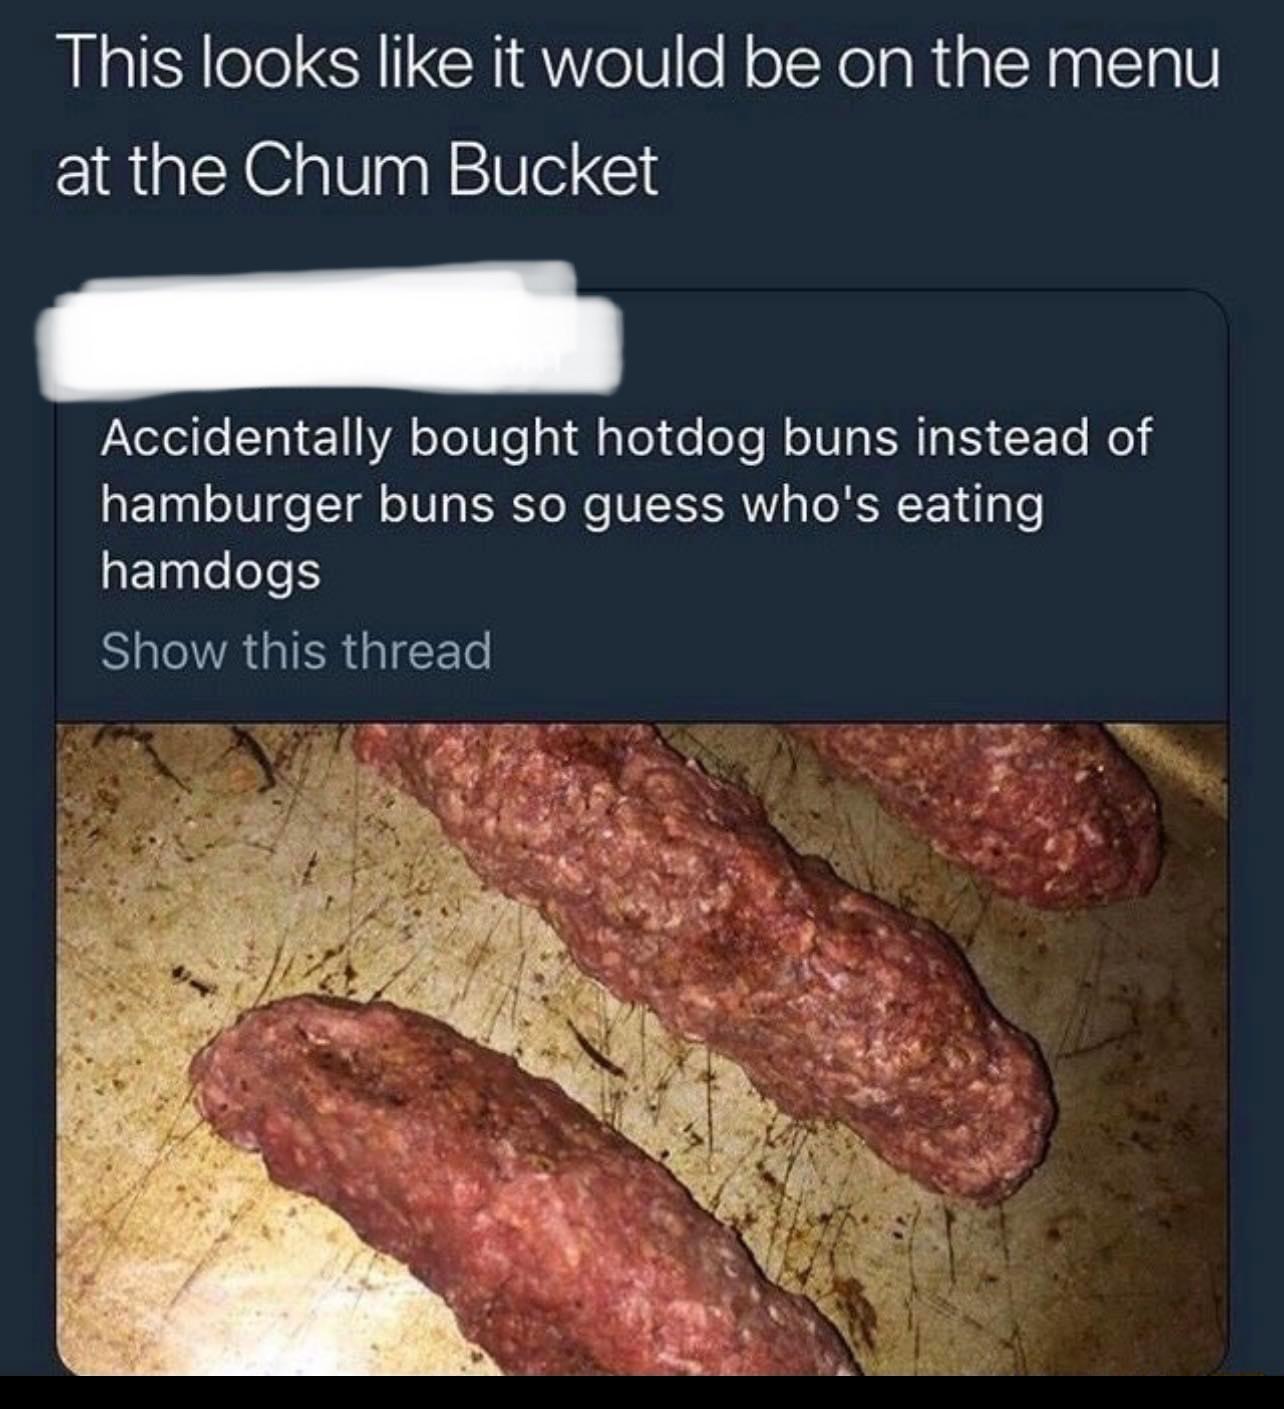 This looks like it would be on the menu
at the Chum Bucket
Accidentally bought hotdog buns instead of
hamburger buns so guess who's eating
hamdogs
Show this thread